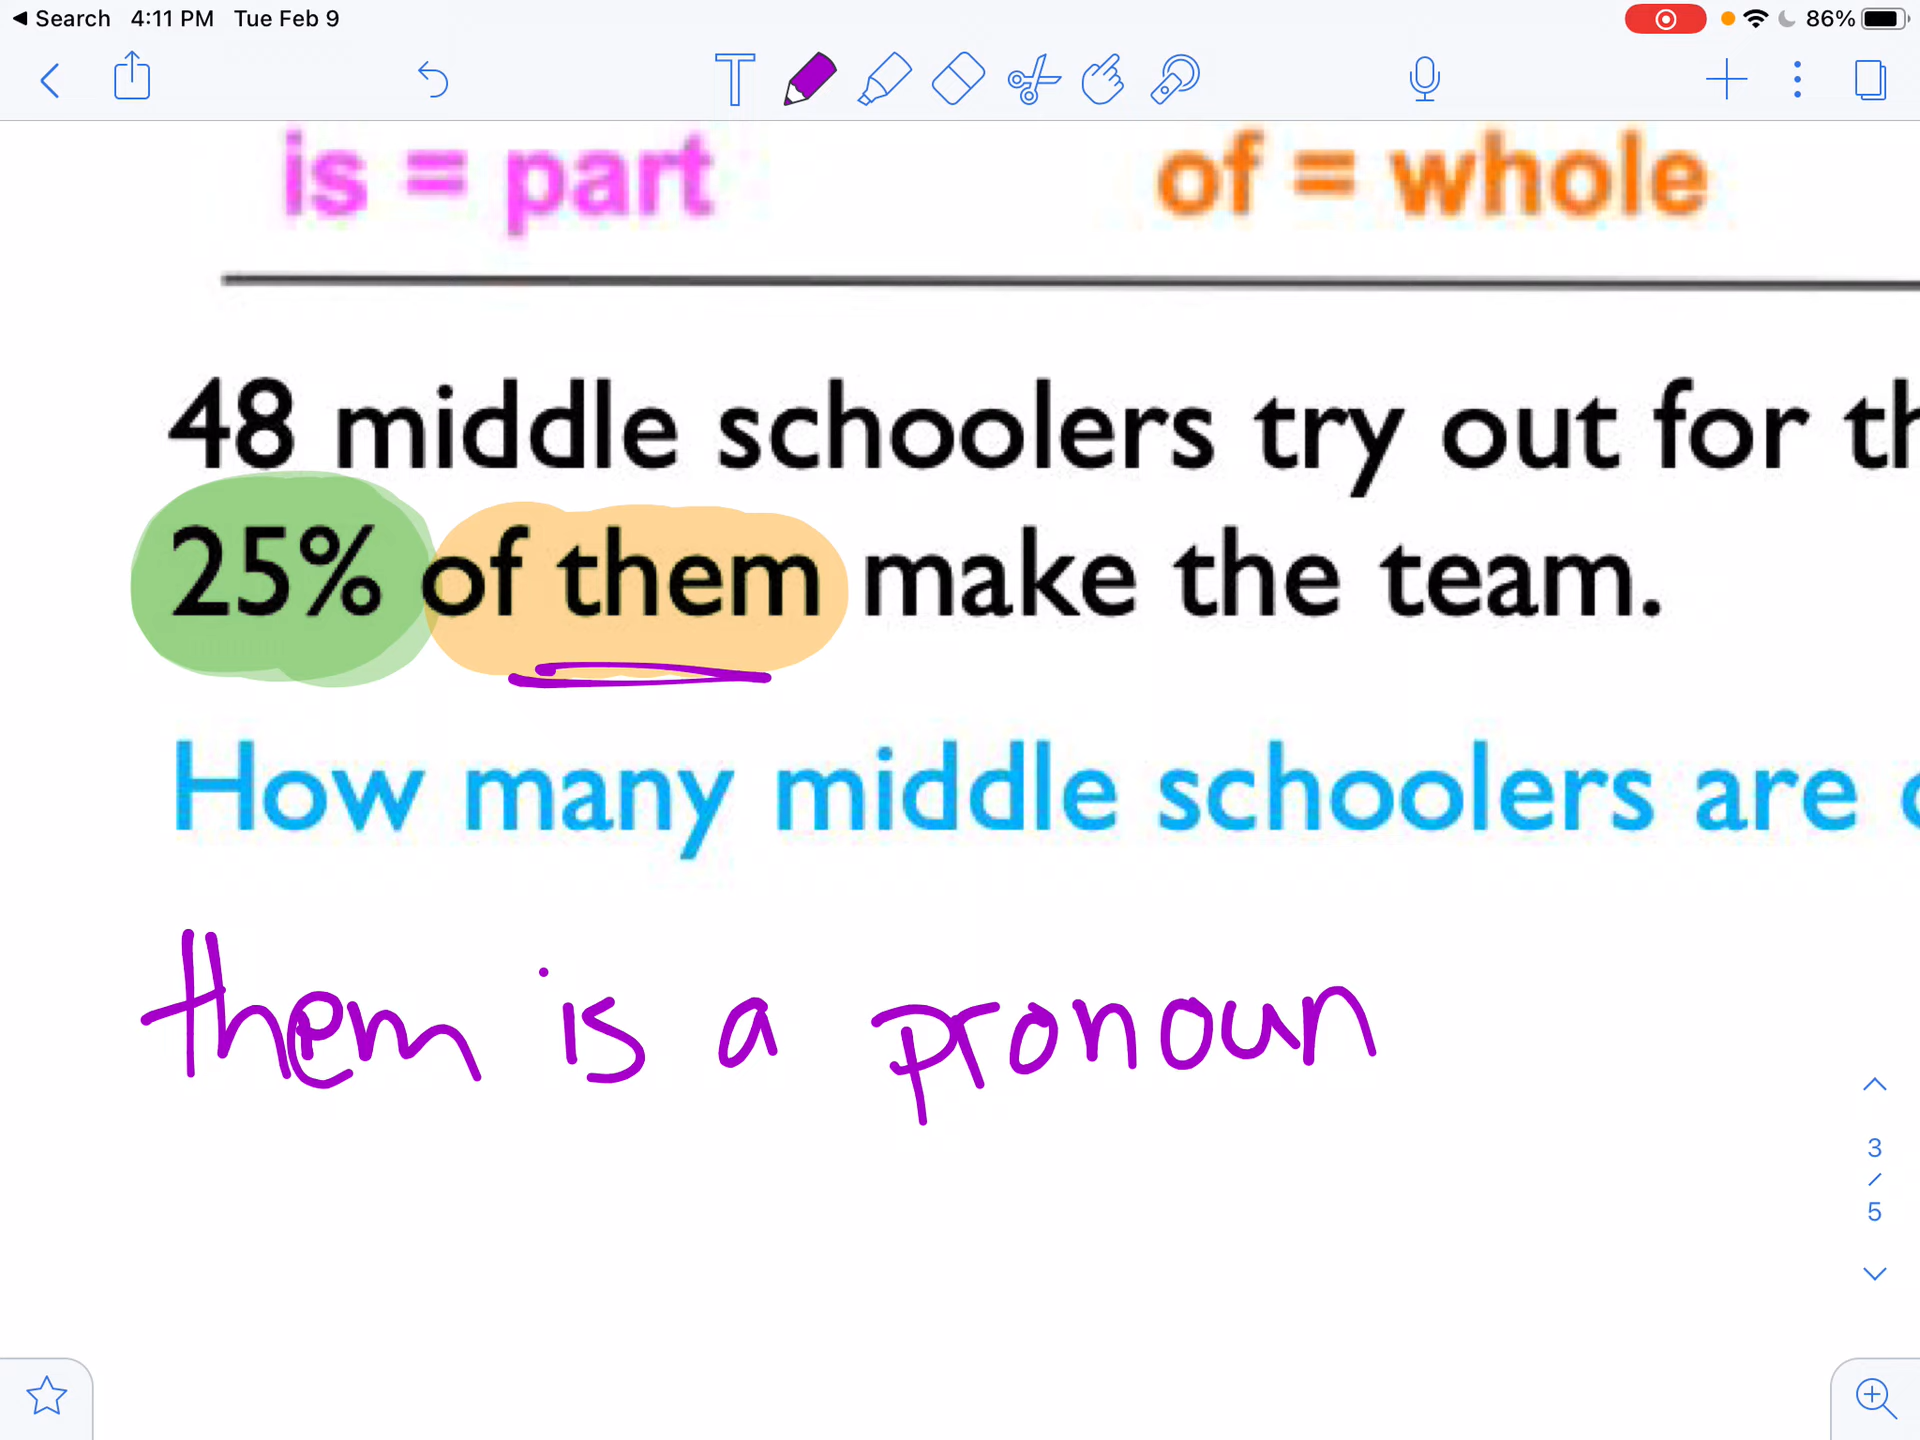 Search 4:11 PM Tue Feb 9 86%
is = part of = whole
48 middle schoolers try out for th
25% of them make the team.
How many middle schoolers are
them is a pronoun
3
/
5